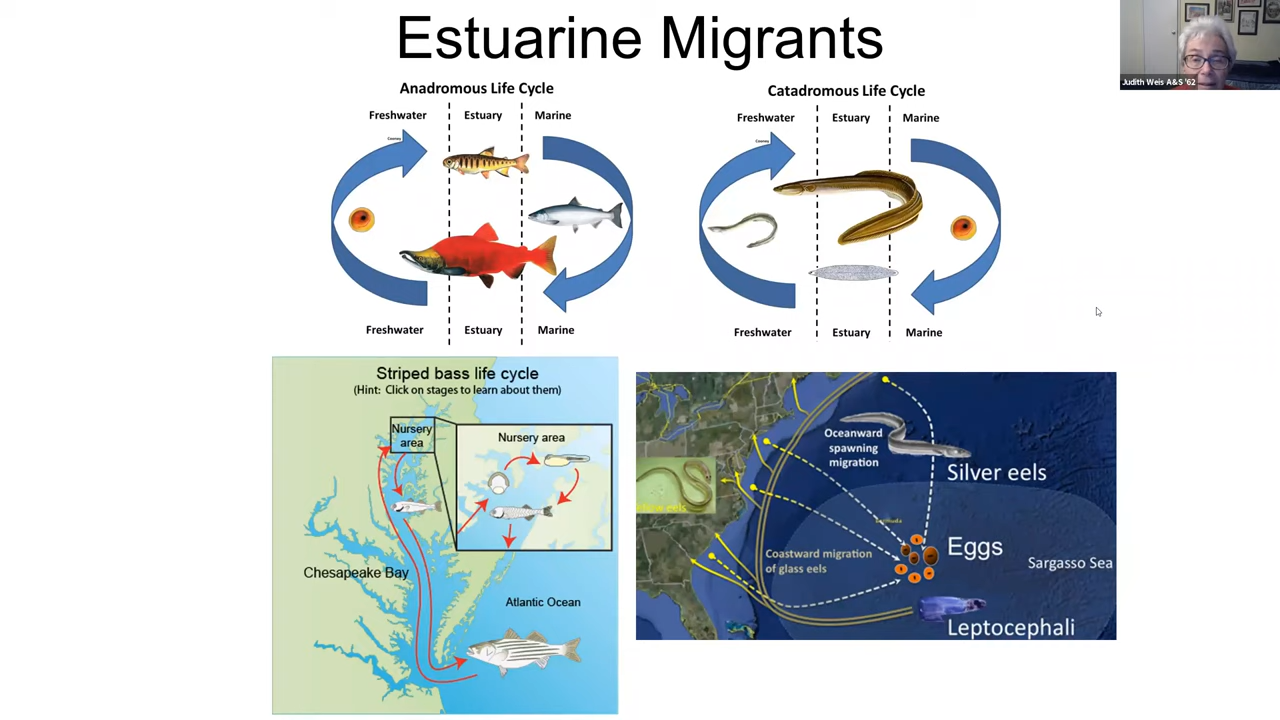 Estuarine Migrants
Judith Weis A&S '62
Anadromous Life Cycle
Freshwater
Estuary
Marine
Freshwater
Estuary
Marine
Catadromous Life Cycle
Freshwater
Estuary
Marine
Freshwater
Estuary
Marine
Striped bass life cycle
(Hint: Click on stages to learn about them)
Nursery
area
Nursery area
Chesapeake Bay
Atlantic Ocean
Oceanward
spawning
migration
Silver eels
eels
Eggs
Sargasso Sea
Coastward migration
of glass eels
Leptocephali